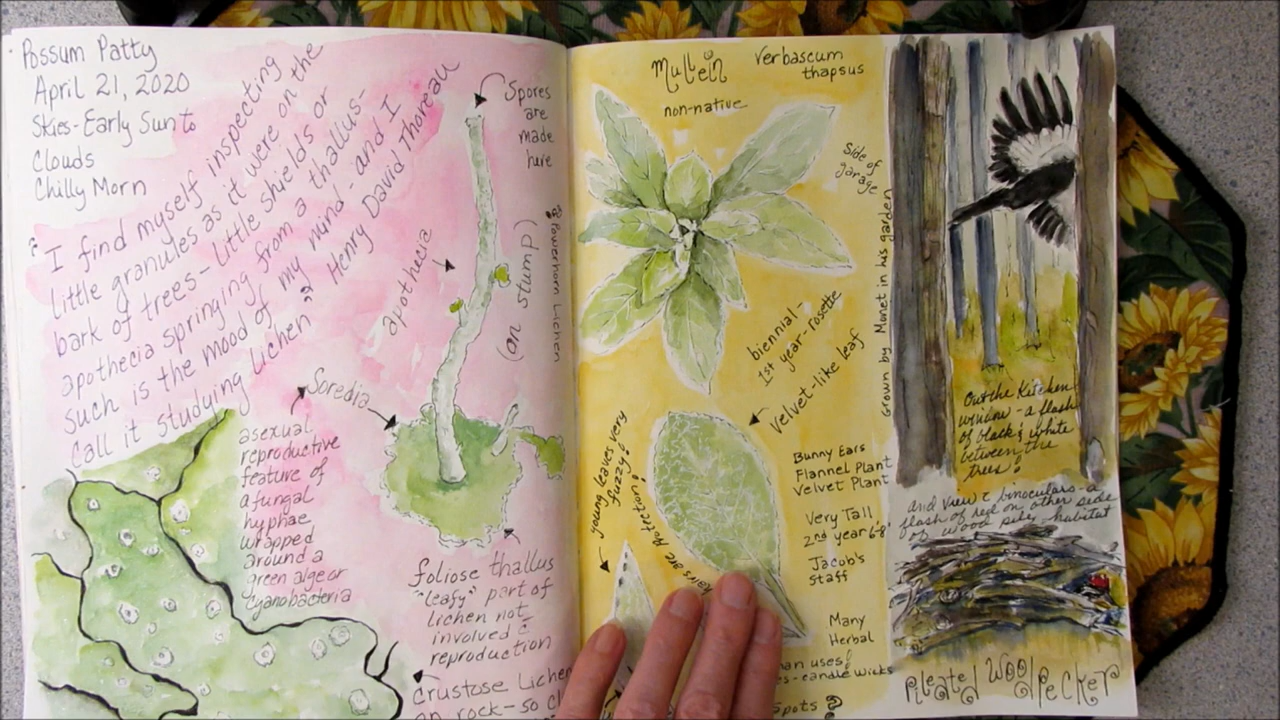 Possum Patty
April 21, 2020
Skies-Early Sun to
Clouds
Chilly Morn
"I find myself inspecting
little granules as it were on the
bark of trees - little shields or
apothecia springing from a thallus-
such is the mood of my mind - and I
call it studying lichen"
Henry David Thoreau
Spores
are
made
here
apothecia
(on stump)
Powerhorn Lichen
Soredia
asexual
reproductive
feature of
a fungal
hyphae
wrapped
around a
green algae or
cyanobacteria
foliose thallus
"leafy" part of
lichen not
involved c
reproduction
crustose Lichen
on rock-so
Mullein
Verbascum
thapsus
non-native
Side of
garage
Grown by Monet in his garden
biennial-
1st year-rosette
Velvet-like leaf
young leaves very
fuzzy!
hairs are protection!
Bunny Ears
Flannel Plant
Velvet Plant
Very Tall
2nd year 6-8'
Jacob's
Staff
Many
Herbal
uses!
-candle wicks
spots?
Out the Kitchen
window - a flash
of black & white
between the
trees!
and view c binoculars-a
flash of red on other side
of wood pile habitat
Pileated Woodpecker